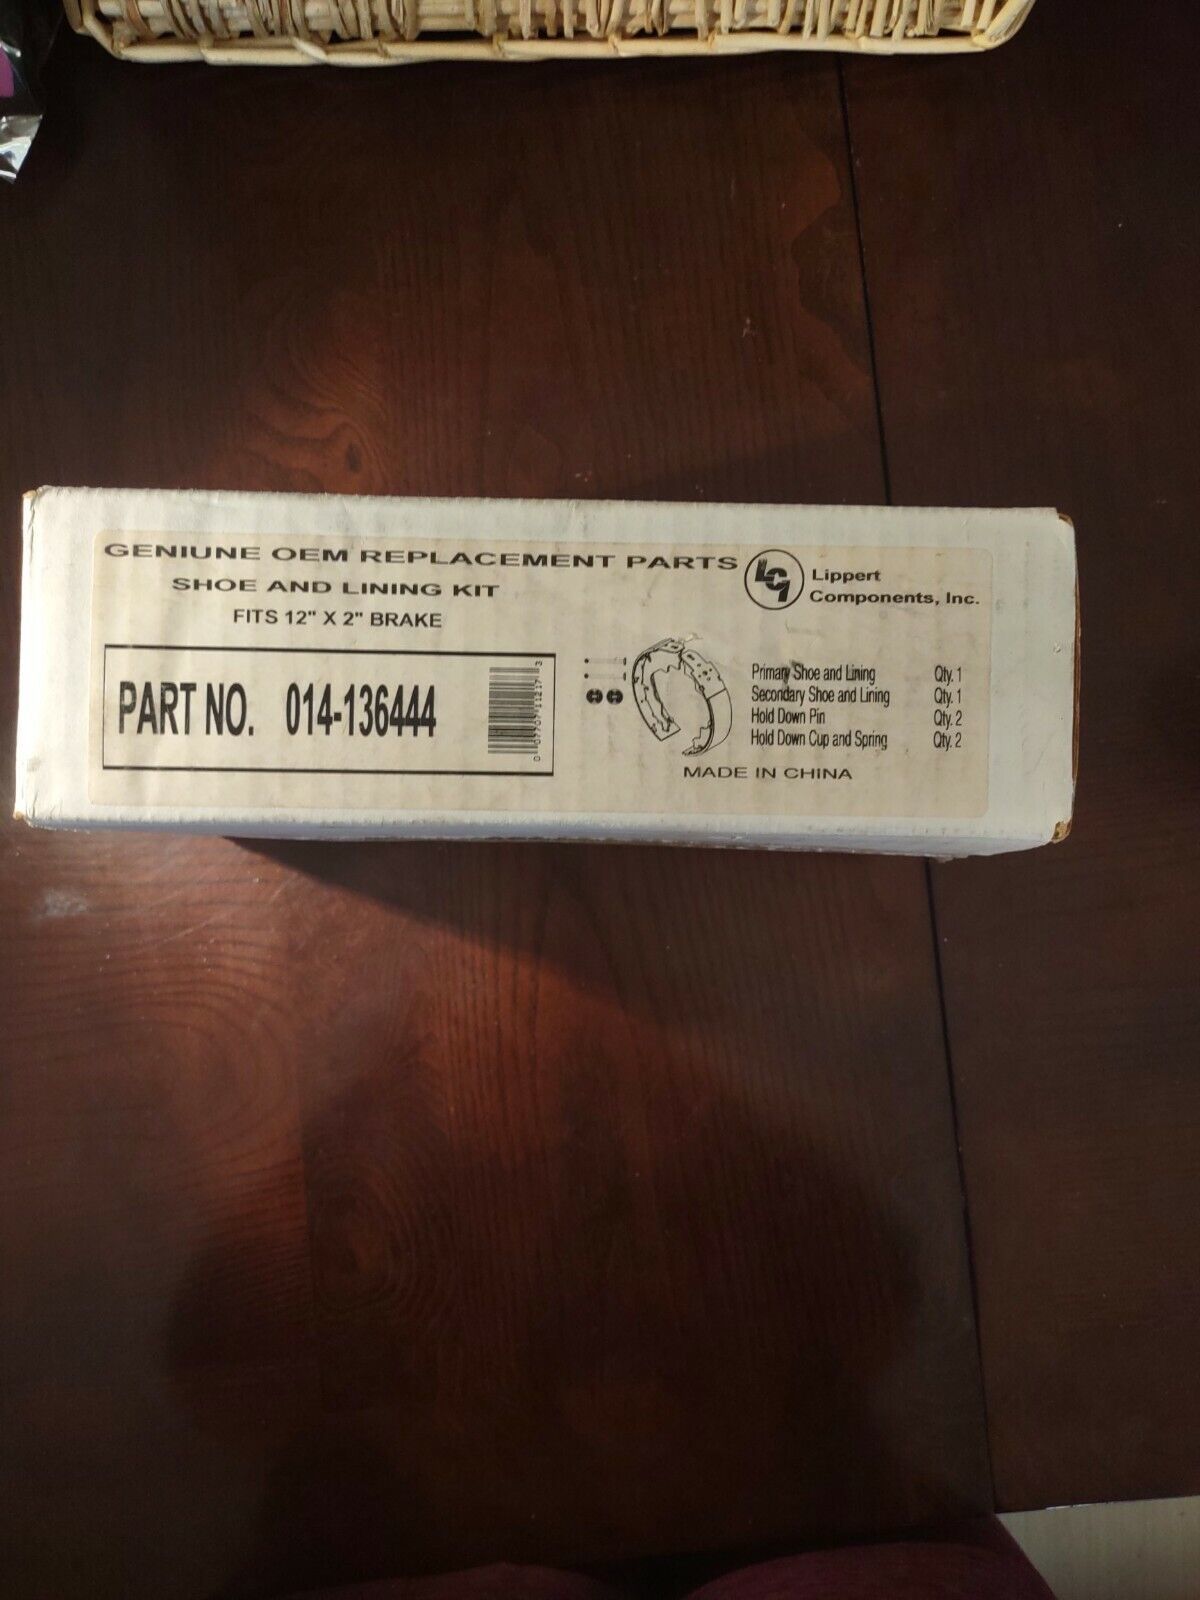 GENIUNE OEM REPLACEMENT PARTS
SHOE AND LINING KIT
FITS 12" X 2" BRAKE
LCI
Lippert
Components, Inc.
PART NO. 014-136444
Primary Shoe and Lining Qty. 1
Secondary Shoe and Lining Qty. 1
Hold Down Pin Qty. 2
Hold Down Cup and Spring Qty. 2
MADE IN CHINA